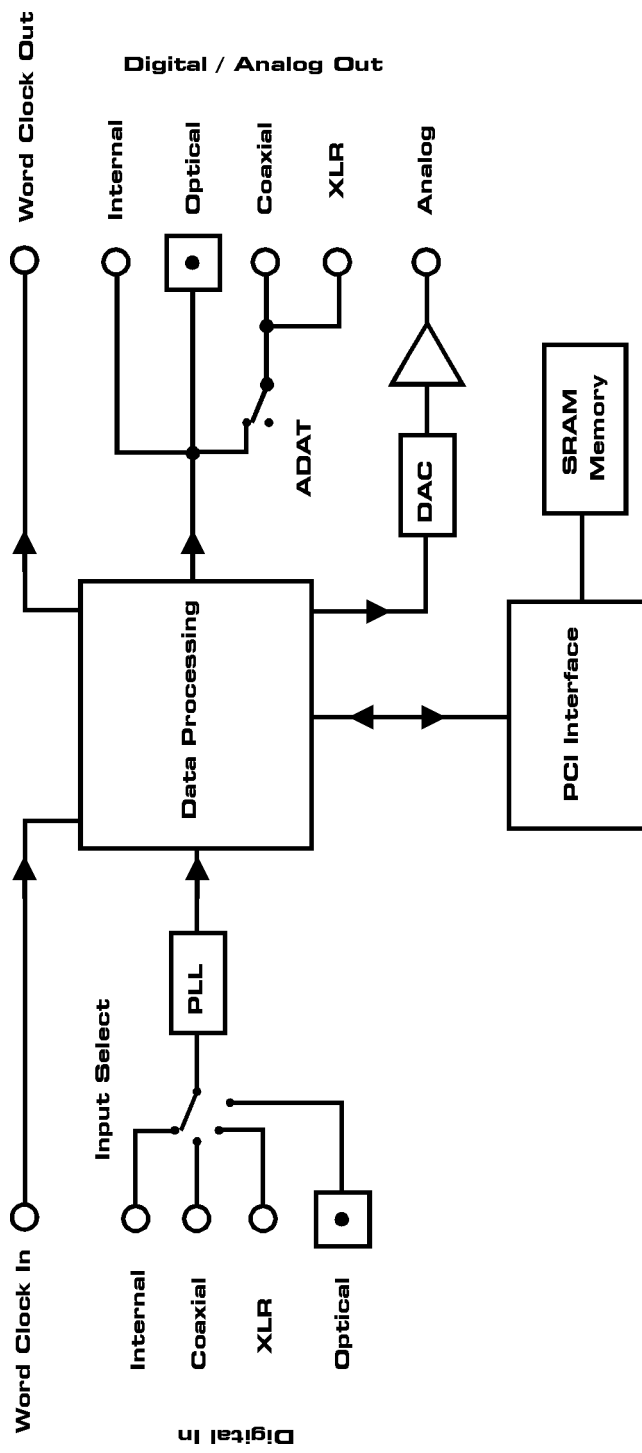 Digital / Analog Out
Word Clock Out
Internal
Optical
Coaxial
XLR
Analog
ADAT
DAC
SRAM
Memory
Data Processing
PCI Interface
PLL
Input Select
Word Clock In
Internal
Coaxial
XLR
Optical
Digital In